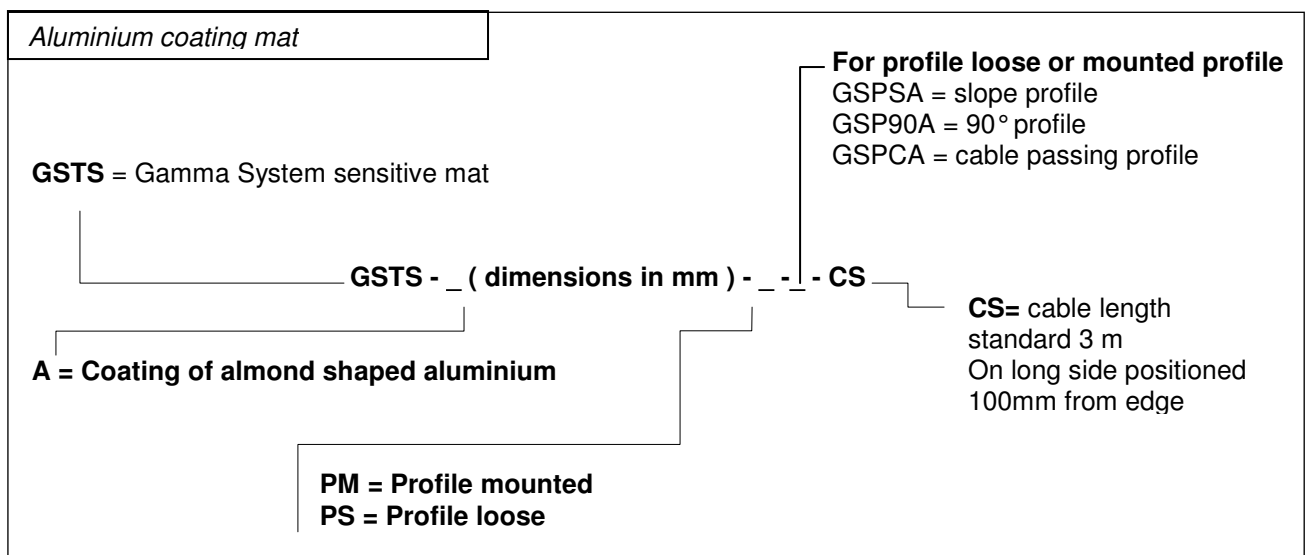 Aluminium coating mat
For profile loose or mounted profile
GSPSA = slope profile
GSP90A = 90° profile
GSPCA = cable passing profile
GSTS = Gamma System sensitive mat
GSTS - _ ( dimensions in mm ) - _ -_ - CS
CS= cable length
standard 3 m
On long side positioned
100mm from edge
A = Coating of almond shaped aluminium
PM = Profile mounted
PS = Profile loose